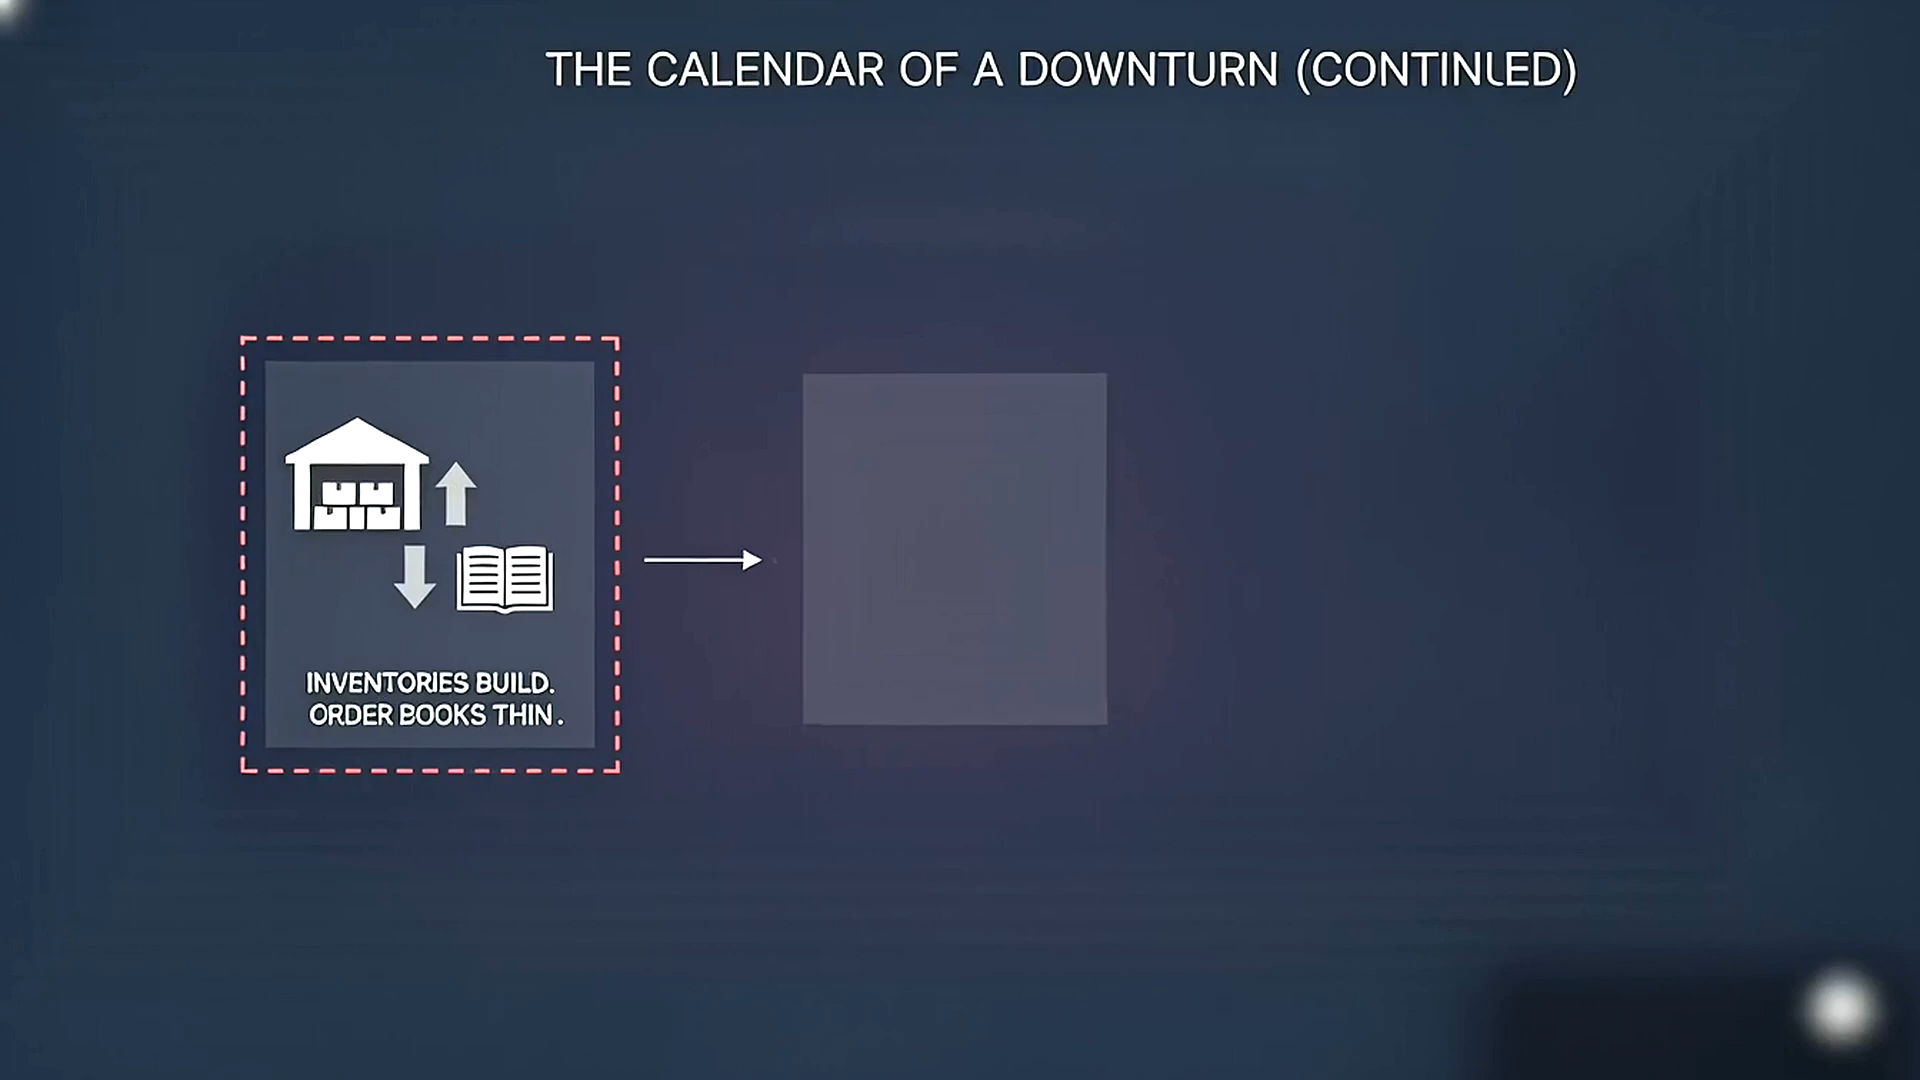 THE CALENDAR OF A DOWNTURN (CONTINLED)
INVENTORIES BUILD.
ORDER BOOKS THIN.